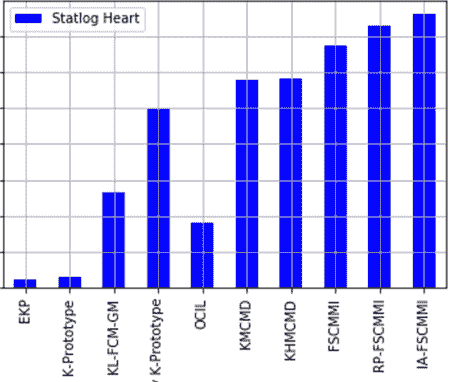 Statlog Heart
EKP
K-Prototype
KL-FCM-GM
y K-Prototype
OCIL
KMCMD
KHMCMD
FSCMMI
RP-FSCMMI
IA-FSCMMI